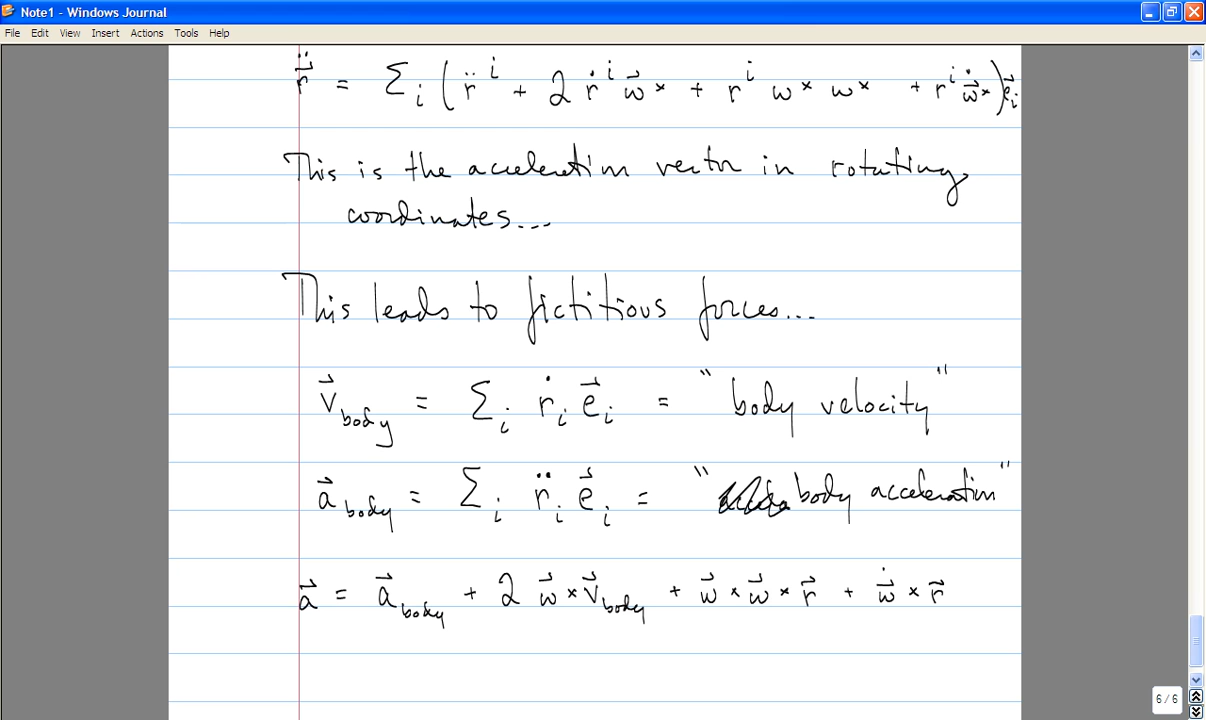 Note1 - Windows Journal
File Edit View Insert Actions Tools Help
r⃗̈ = Σᵢ ( r̈ⁱ + 2 ṙⁱ w⃗ × + rⁱ w × w × + rⁱ w⃗̇ × ) e⃗ᵢ
This is the acceleration vector in rotating
coordinates...
This leads to fictitious forces...
v⃗ body = Σᵢ ṙᵢ e⃗ᵢ = "body velocity"
a⃗ body = Σᵢ r̈ᵢ e⃗ᵢ = "body acceleration"
a⃗ = a⃗ body + 2 w⃗ × v⃗ body + w⃗ × w⃗ × r⃗ + w⃗̇ × r⃗
6 / 6